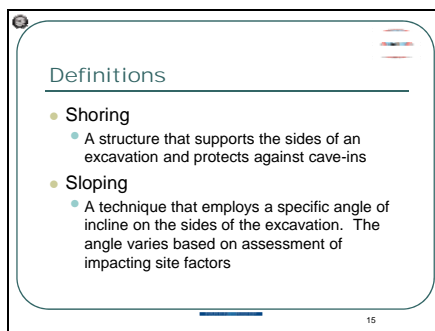 Definitions
Shoring
A structure that supports the sides of an
excavation and protects against cave-ins
Sloping
A technique that employs a specific angle of
incline on the sides of the excavation. The
angle varies based on assessment of
impacting site factors
15